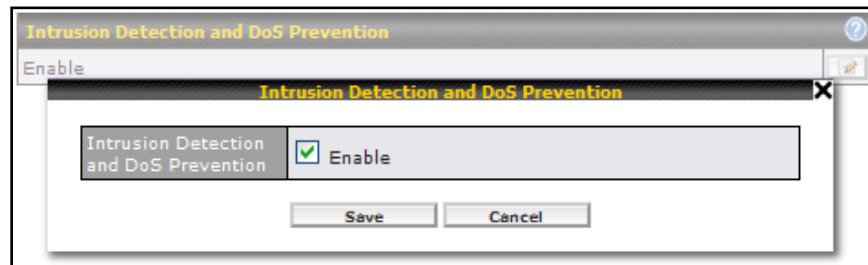 Intrusion Detection and DoS Prevention
?
Enable
Intrusion Detection and DoS Prevention
X
Intrusion Detection
and DoS Prevention
Enable
Save
Cancel